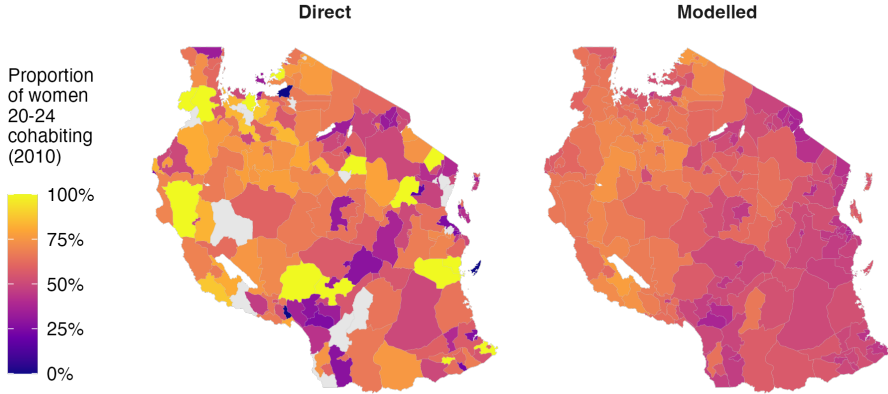 Direct
Modelled
Proportion
of women
20-24
cohabiting
(2010)
100%
75%
50%
25%
0%